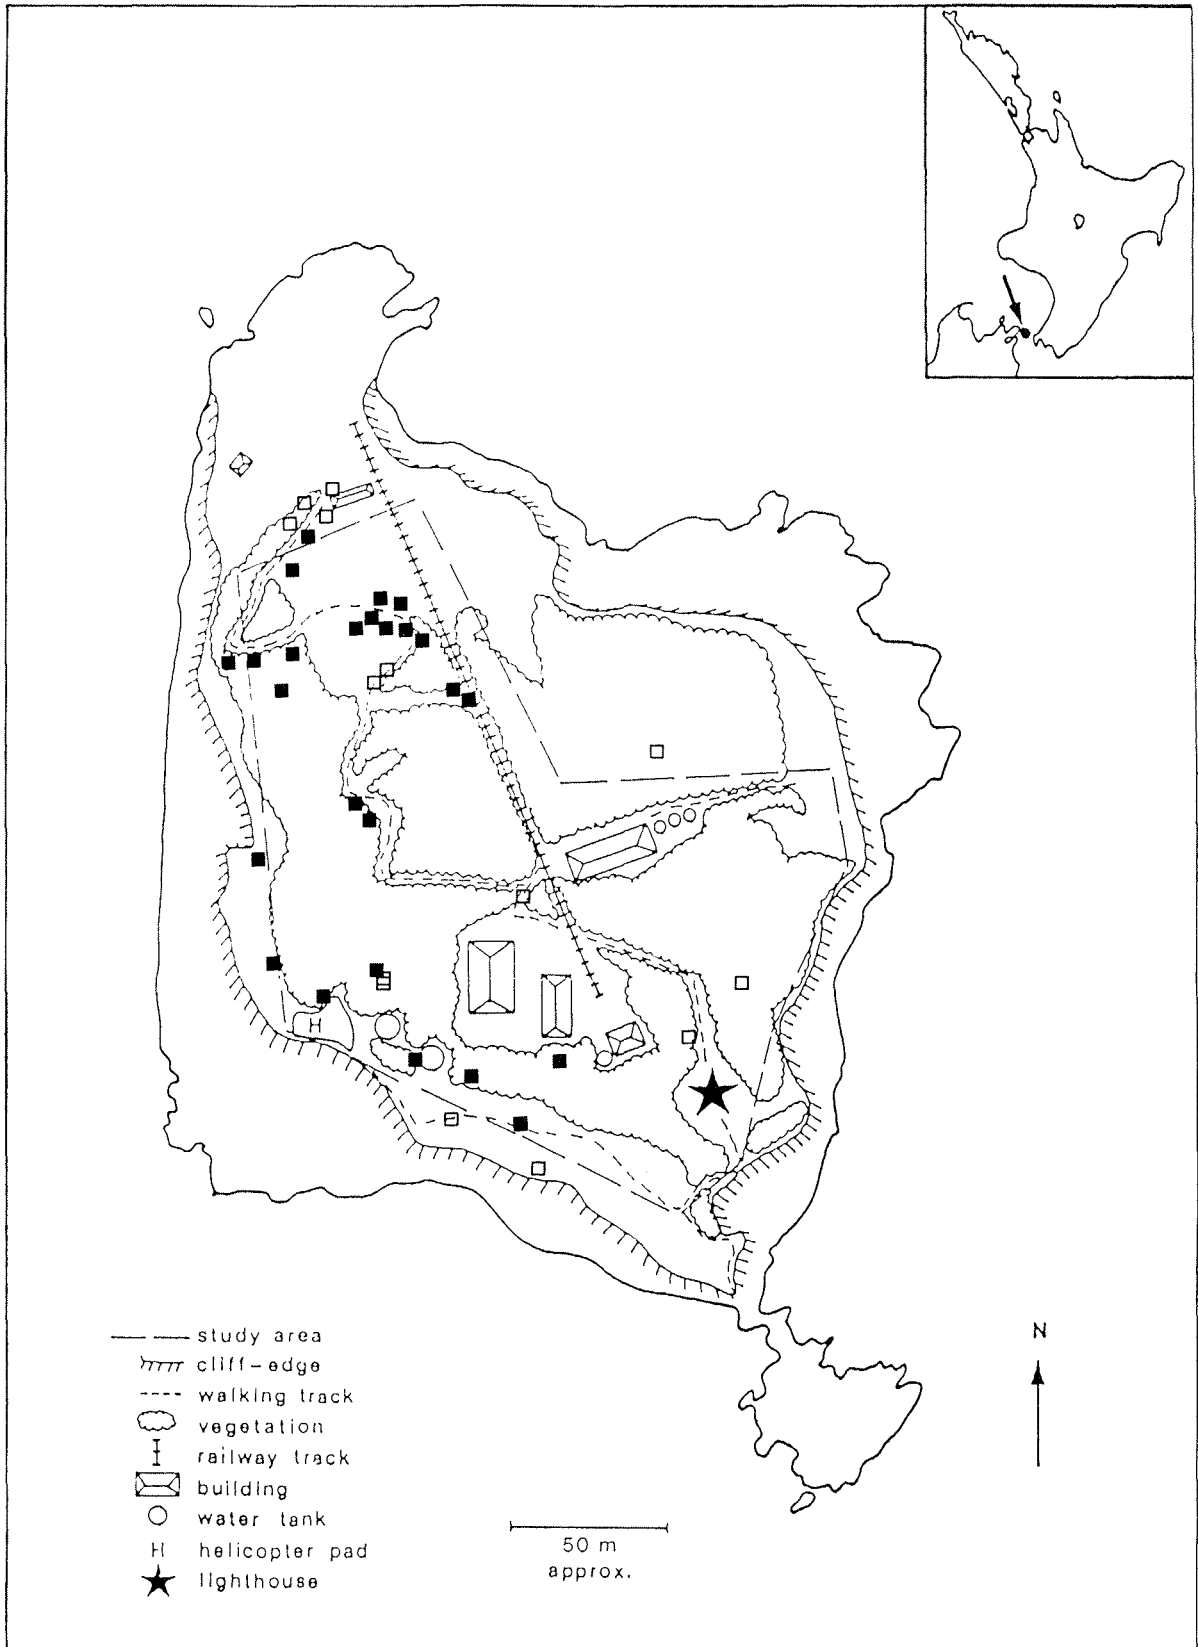 H
study area
cliff-edge
walking track
vegetation
railway track
building
water tank
H helicopter pad
lighthouse
50 m
approx.
N